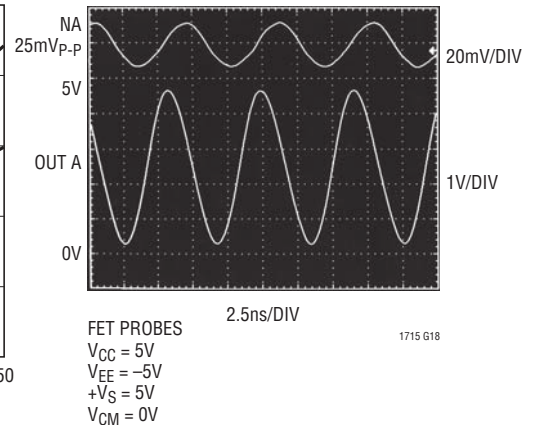 NA
25mVP-P
20mV/DIV
5V
OUT A
1V/DIV
0V
2.5ns/DIV
FET PROBES
1715 G18
VCC = 5V
VEE = –5V
+VS = 5V
VCM = 0V
50